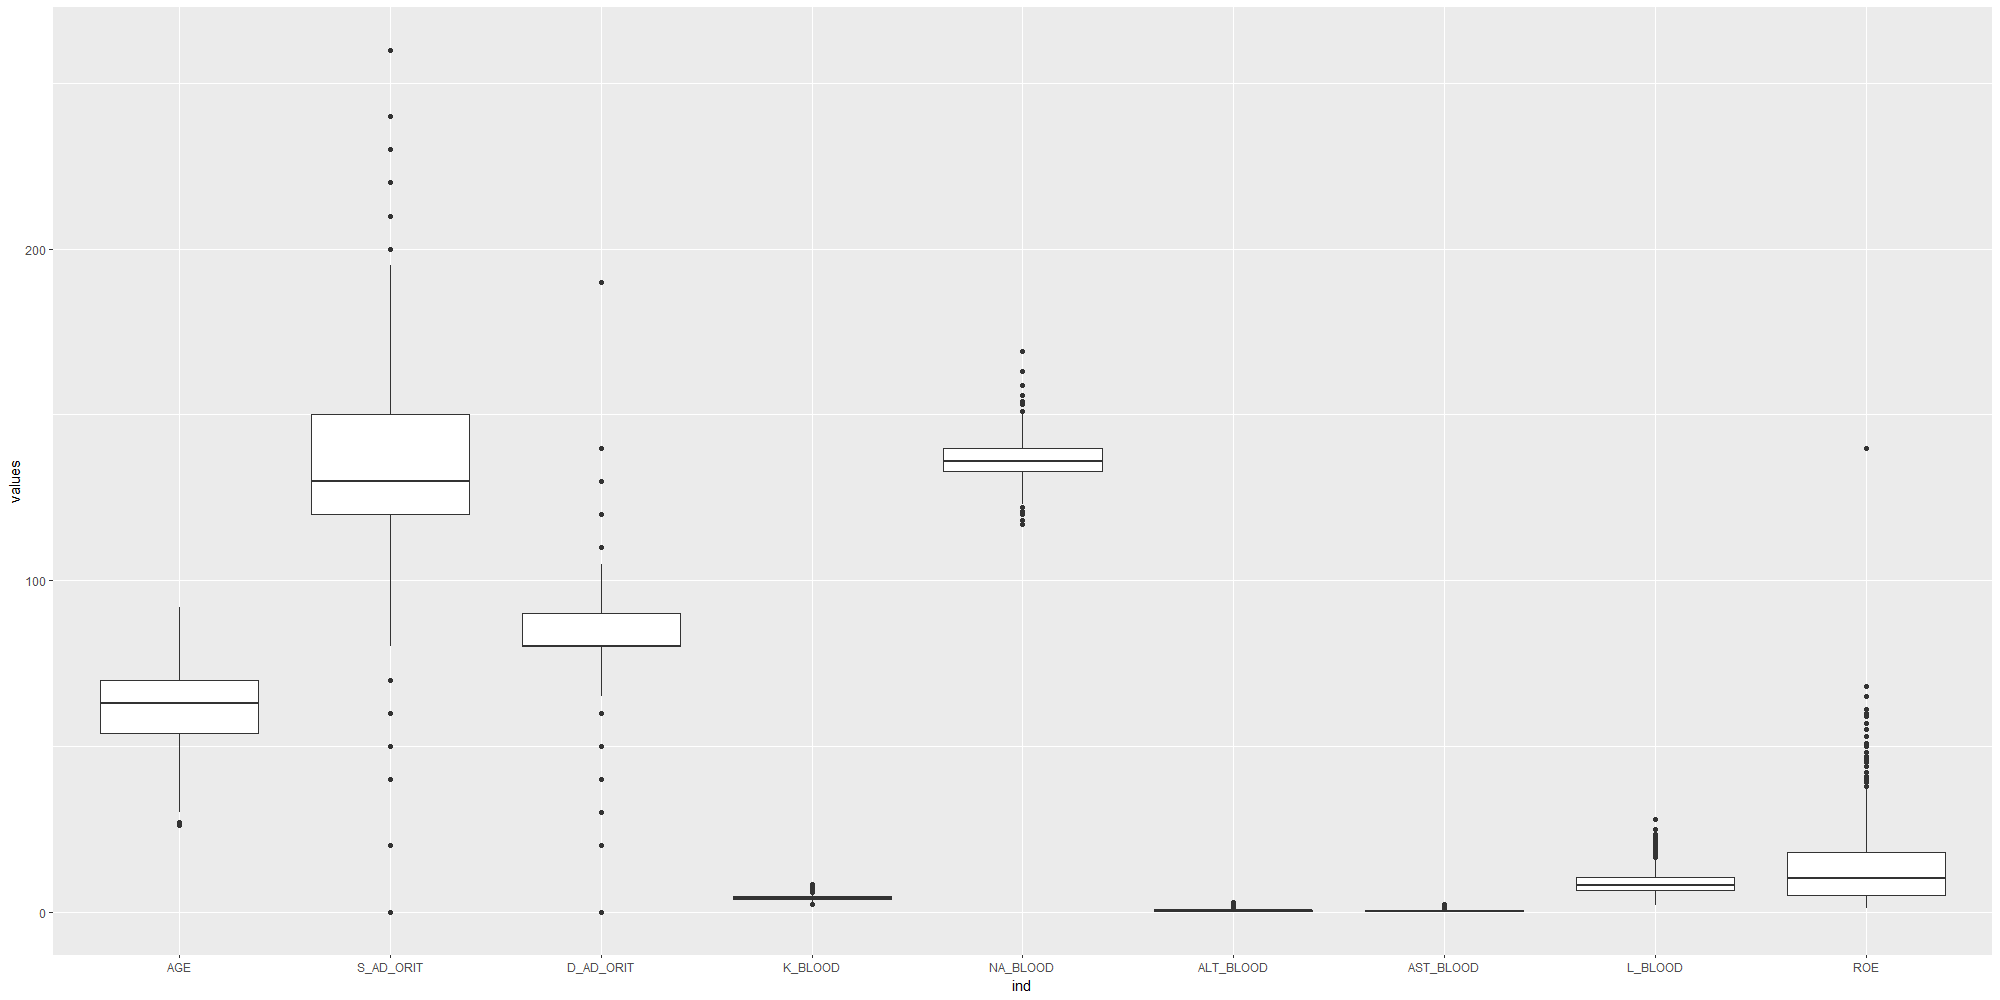 values
200
100
0
AGE S_AD_ORIT D_AD_ORIT K_BLOOD NA_BLOOD ALT_BLOOD AST_BLOOD L_BLOOD ROE
ind